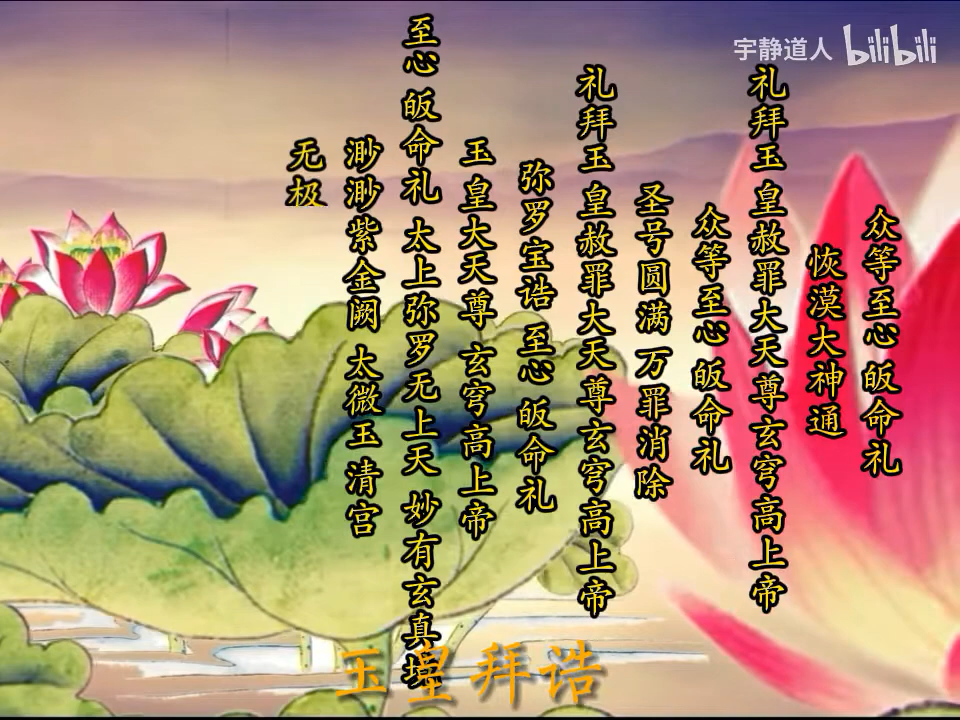 宇静道人 bilibili
众等至心 皈命礼
恢漠大神通
礼拜玉 皇赦罪大天尊玄穹高上帝
众等至心 皈命礼
圣号圆满 万罪消除
礼拜玉 皇赦罪大天尊玄穹高上帝
弥罗宝诰 至心 皈命礼
玉 皇大天尊 玄穹高上帝
至心 皈命礼 太上弥罗无上天 妙有玄真境
渺渺紫金阙 太微玉清宫
无极
玉皇拜诰